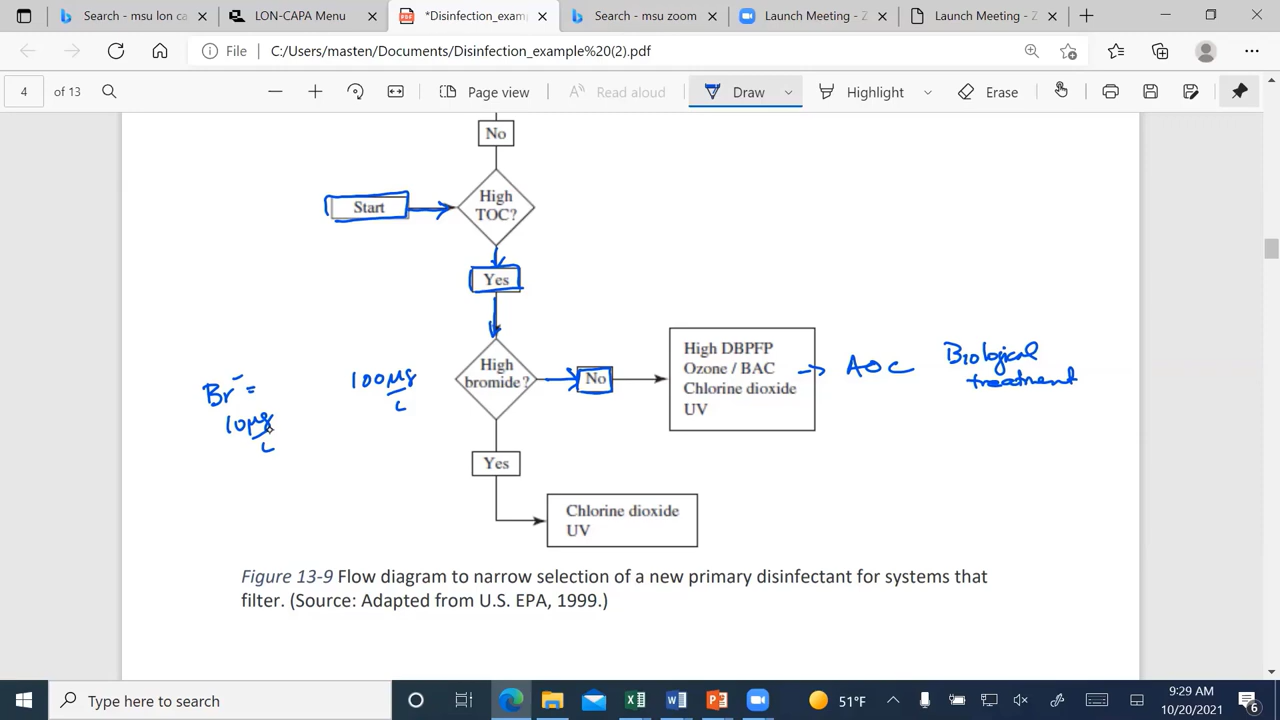 Search - msu lon ca
LON-CAPA Menu
*Disinfection_exam
Search - msu zoom
Launch Meeting - Z
Launch Meeting - Z
File
C:/Users/masten/Documents/Disinfection_example%20(2).pdf
4
of 13
Page view
Read aloud
Draw
Highlight
Erase
No
Start
High
TOC?
Yes
High
bromide?
No
High DBPFP
Ozone / BAC
Chlorine dioxide
UV
AOC
Biological
treatment
Br⁻ =
10µg
L
100µg
L
Yes
Chlorine dioxide
UV
Figure 13-9 Flow diagram to narrow selection of a new primary disinfectant for systems that
filter. (Source: Adapted from U.S. EPA, 1999.)
Type here to search
51°F
9:29 AM
10/20/2021
6